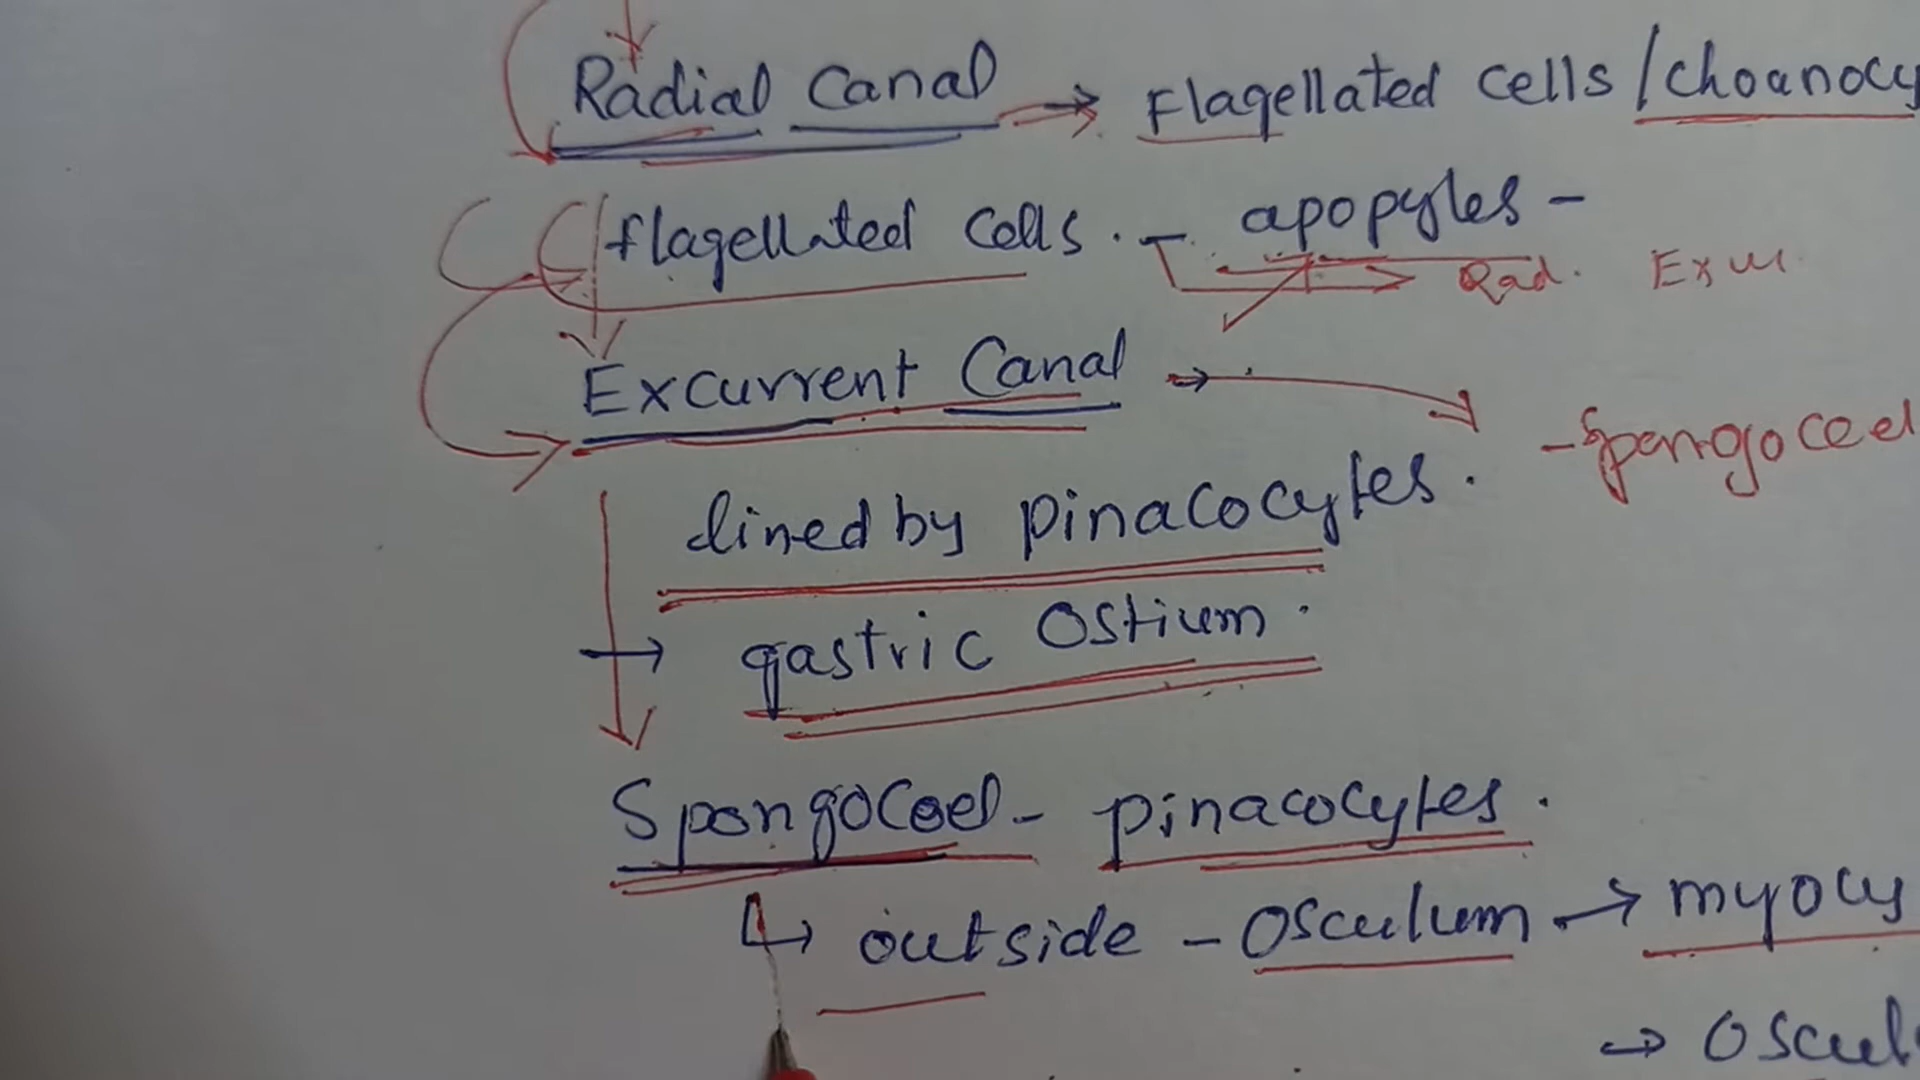 Radial Canal → Flagellated cells / choanocy
flagellated cells. - apopyles -
Rad. Excu
Excurrent Canal →
- Spongocoel
lined by pinacocytes.
→ gastric Ostium.
Spongocoel - pinacocytes.
↳ outside - Osculum → myocy
→ Oscul